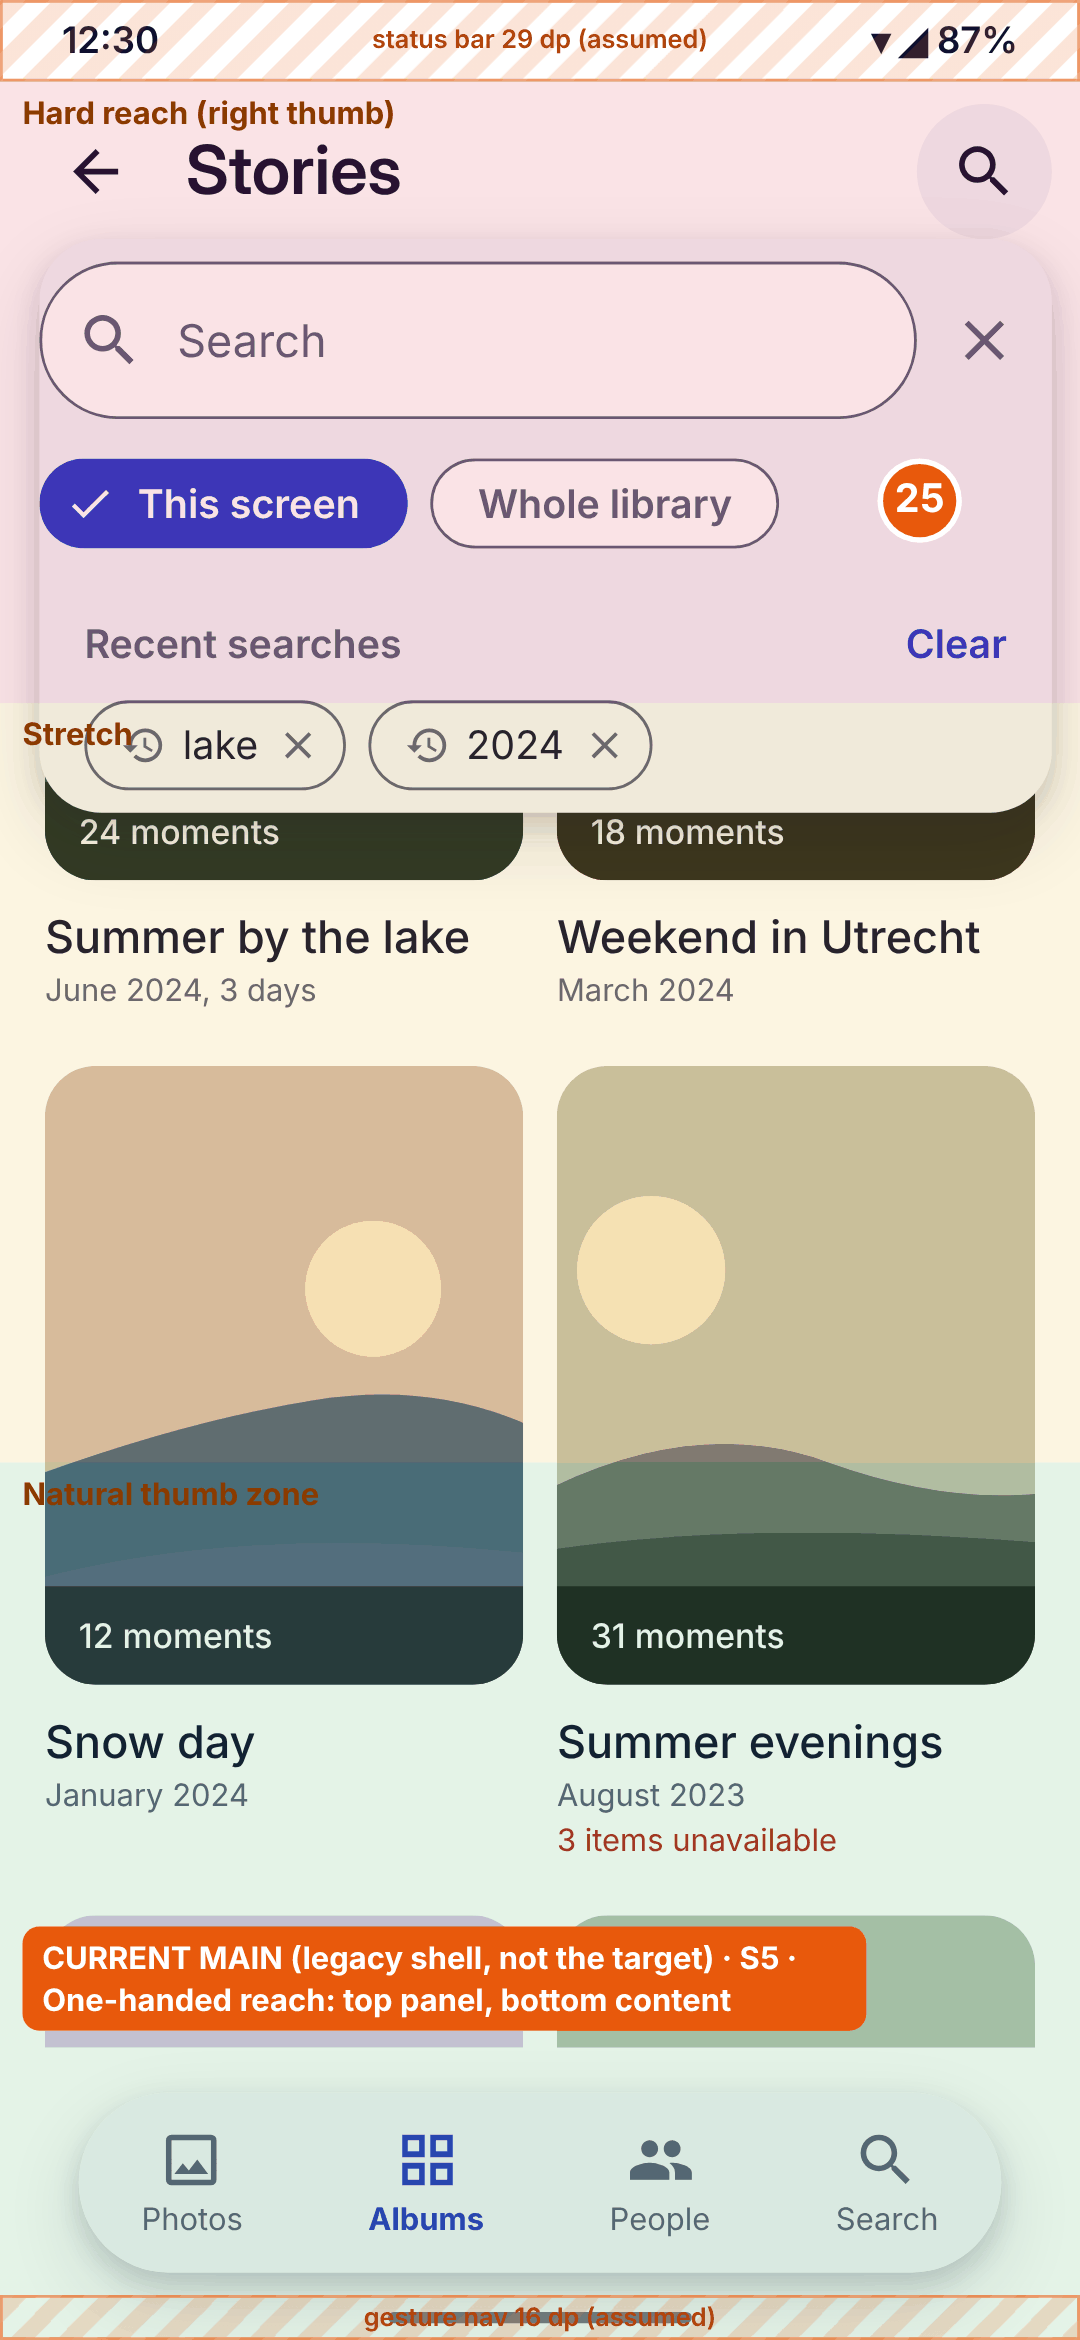 12:30
status bar 29 dp (assumed)
87%
Hard reach (right thumb)
Stories
Search
This screen
Whole library
25
Recent searches
Clear
Stretch
lake
2024
24 moments
18 moments
Summer by the lake
Weekend in Utrecht
June 2024, 3 days
March 2024
Natural thumb zone
12 moments
31 moments
Snow day
Summer evenings
January 2024
August 2023
3 items unavailable
CURRENT MAIN (legacy shell, not the target) · S5 ·
One-handed reach: top panel, bottom content
Photos
Albums
People
Search
gesture nav 16 dp (assumed)